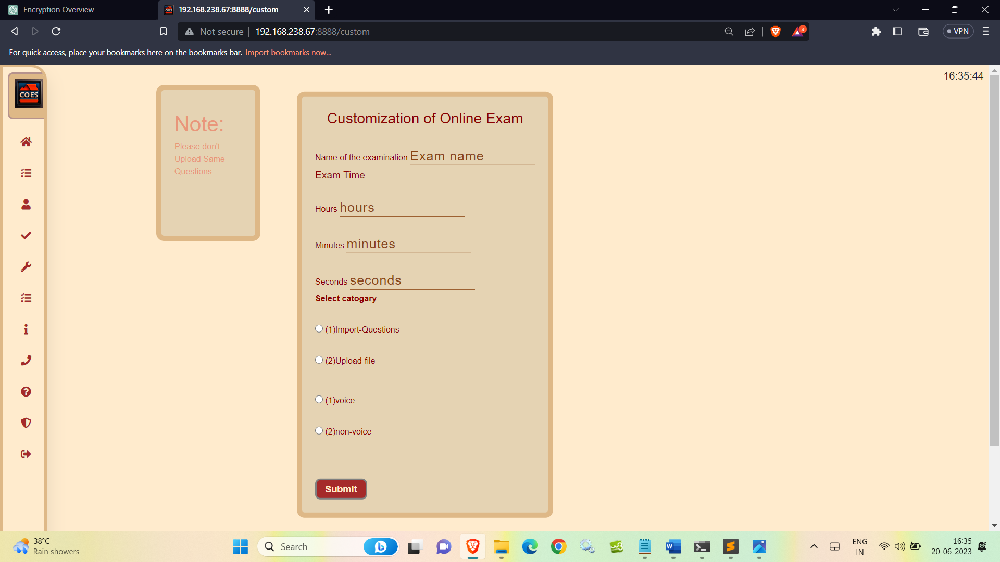 Encryption Overview
COES
192.168.238.67:8888/custom
Not secure
192.168.238.67:8888/custom
4
VPN
For quick access, place your bookmarks here on the bookmarks bar. Import bookmarks now...
16:35:44
COES
Note:
Please don't
Upload Same
Questions.
Customization of Online Exam
Name of the examination Exam name
Exam Time
Hours hours
Minutes minutes
Seconds seconds
Select catogary
(1)Import-Questions
(2)Upload-file
(1)voice
(2)non-voice
Submit
38°C
Rain showers
Search
ENG
IN
16:35
20-06-2023